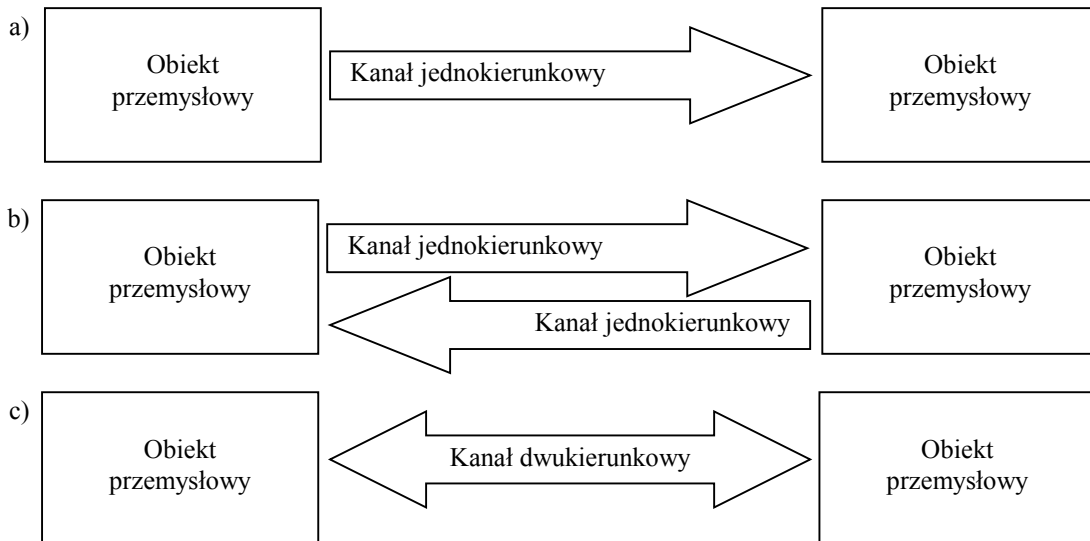 a)
Obiekt
przemysłowy
Kanał jednokierunkowy
Obiekt
przemysłowy
b)
Obiekt
przemysłowy
Kanał jednokierunkowy
Kanał jednokierunkowy
Obiekt
przemysłowy
c)
Obiekt
przemysłowy
Kanał dwukierunkowy
Obiekt
przemysłowy